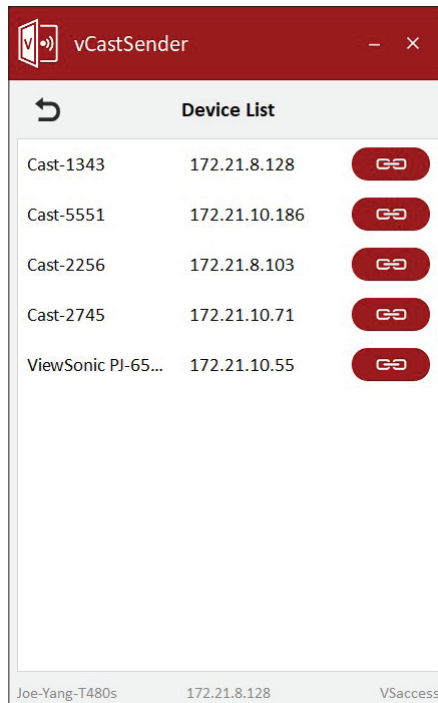 V
vCastSender
Device List
Cast-1343 172.21.8.128
Cast-5551 172.21.10.186
Cast-2256 172.21.8.103
Cast-2745 172.21.10.71
ViewSonic PJ-65... 172.21.10.55
Joe-Yang-T480s 172.21.8.128 VSaccess